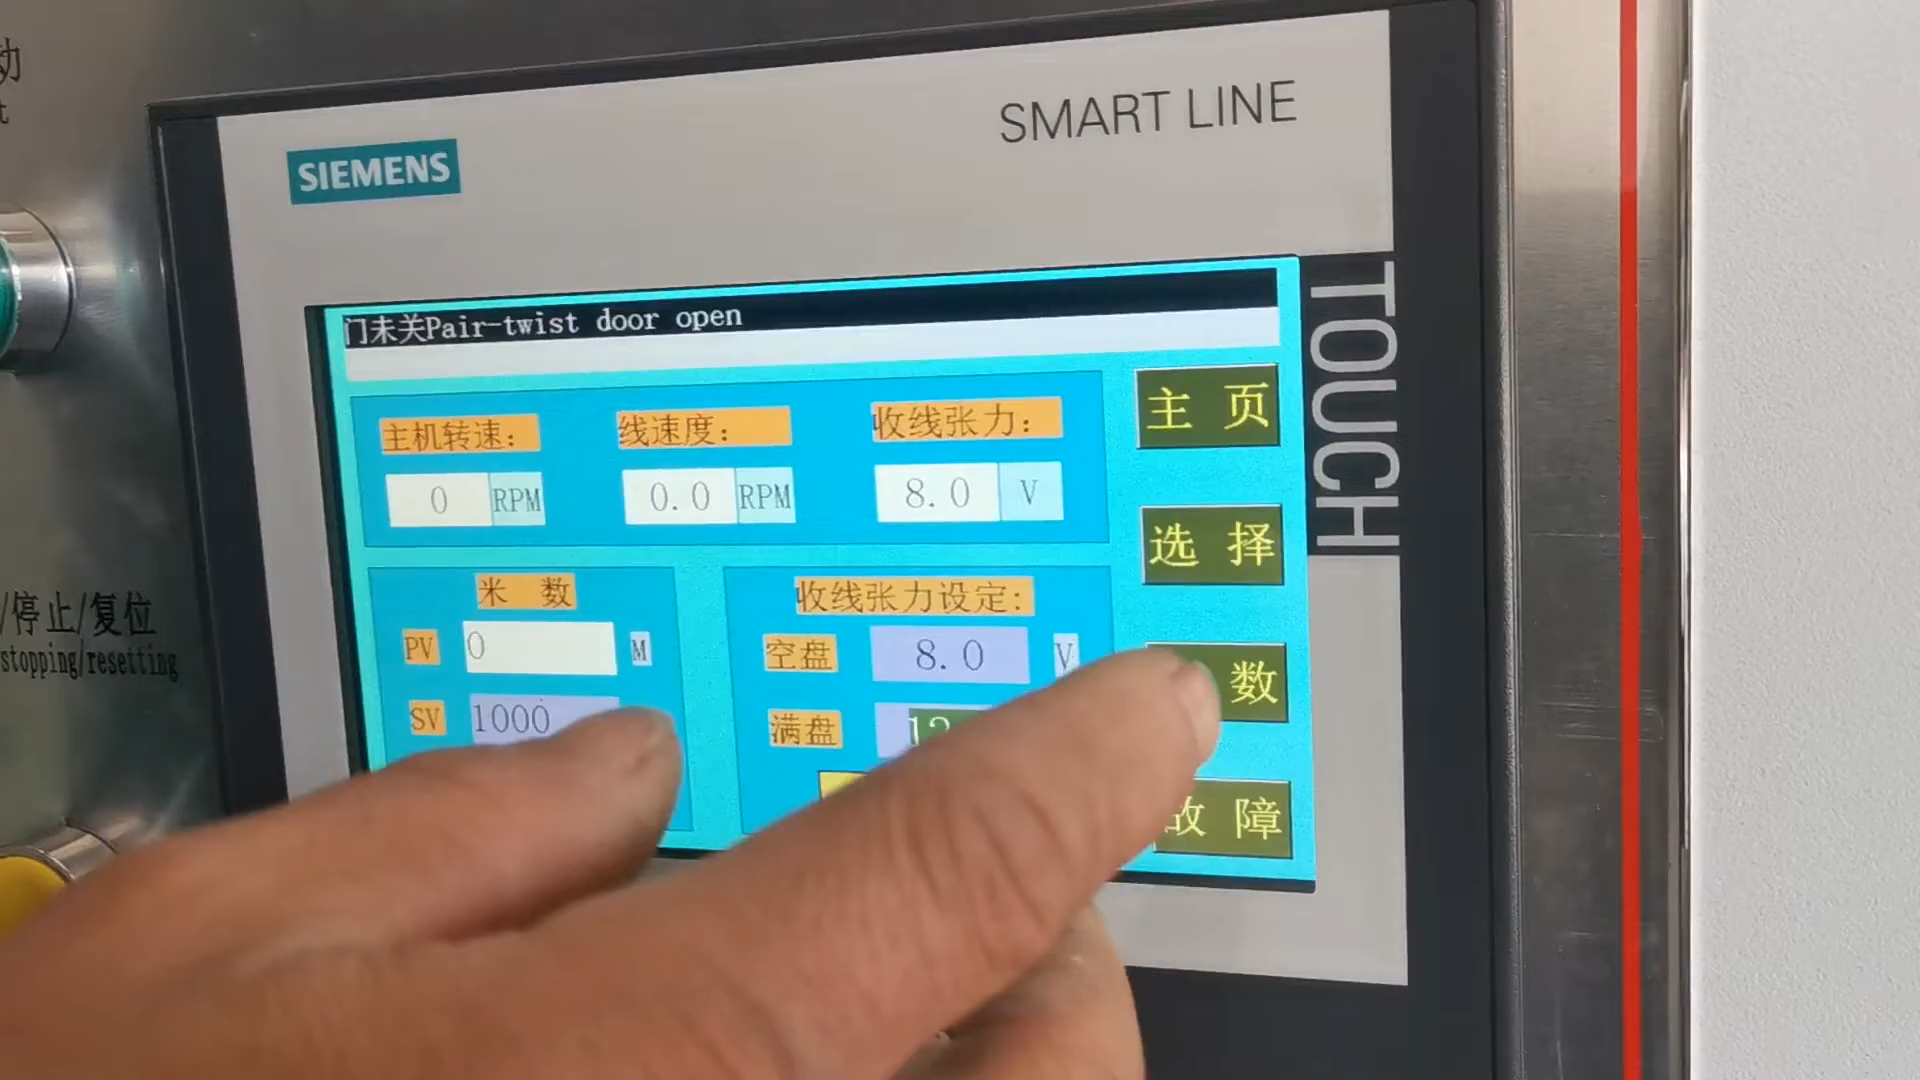 动
SMART LINE
SIEMENS
TOUCH
门未关Pair-twist door open
主机转速:
线速度:
收线张力:
主 页
0 RPM
0.0 RPM
8.0 V
选 择
米 数
收线张力设定:
PV 0 M
空盘 8.0 V
数
SV 1000
满盘 12
故 障
/停止/复位
stopping/resetting